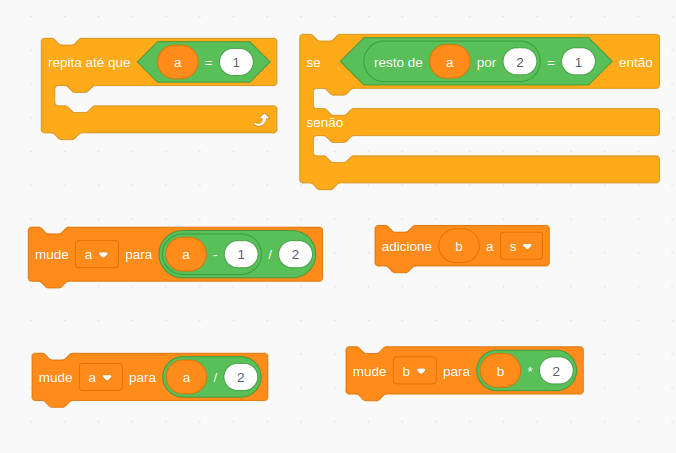 repita até que a = 1
se resto de a por 2 = 1 então
senão
mude a para a - 1 / 2
adicione b a s
mude a para a / 2
mude b para b * 2